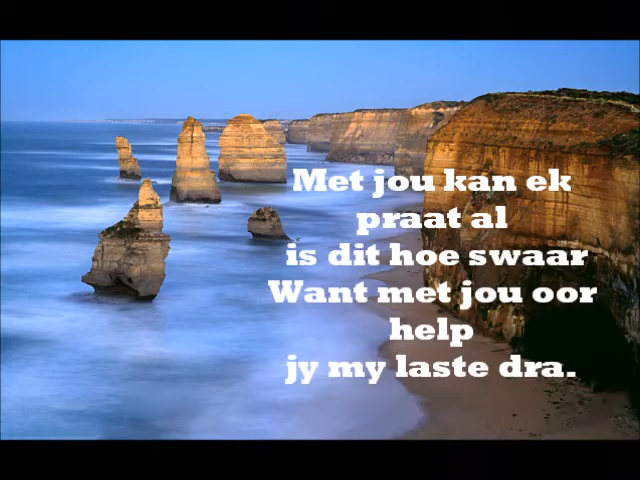 Met jou kan ek
praat al
is dit hoe swaar
Want met jou oor
help
jy my laste dra.